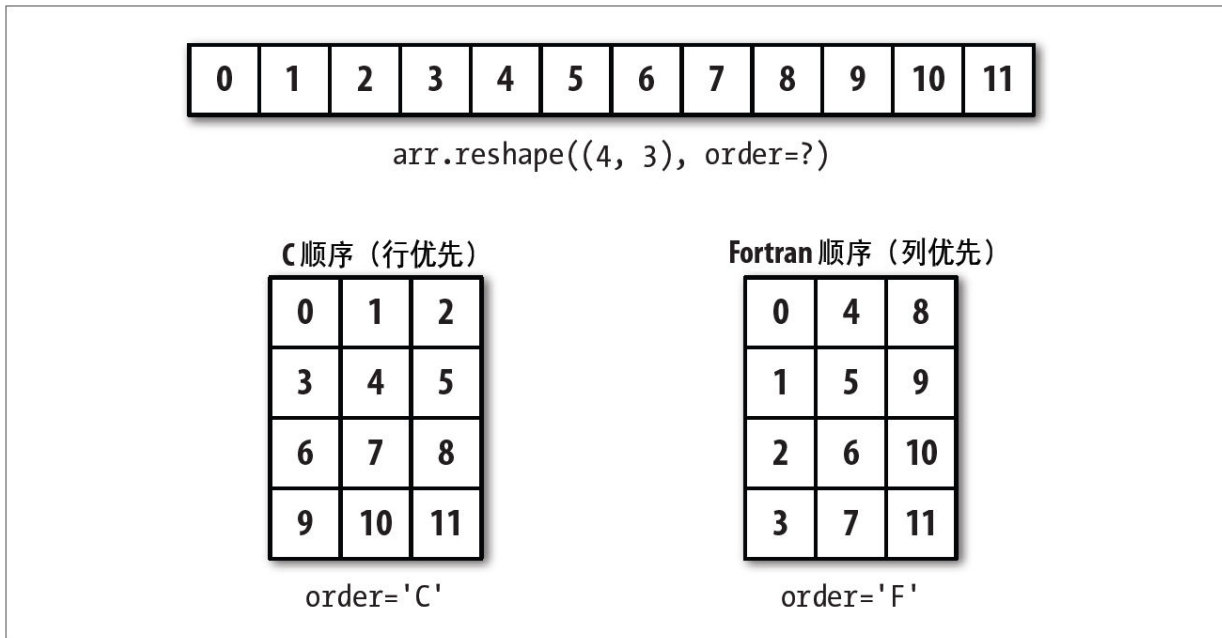 0 1 2 3 4 5 6 7 8 9 10 11
arr.reshape((4, 3), order=?)
C 顺序（行优先）
0 1 2
3 4 5
6 7 8
9 10 11
order='C'
Fortran 顺序（列优先）
0 4 8
1 5 9
2 6 10
3 7 11
order='F'